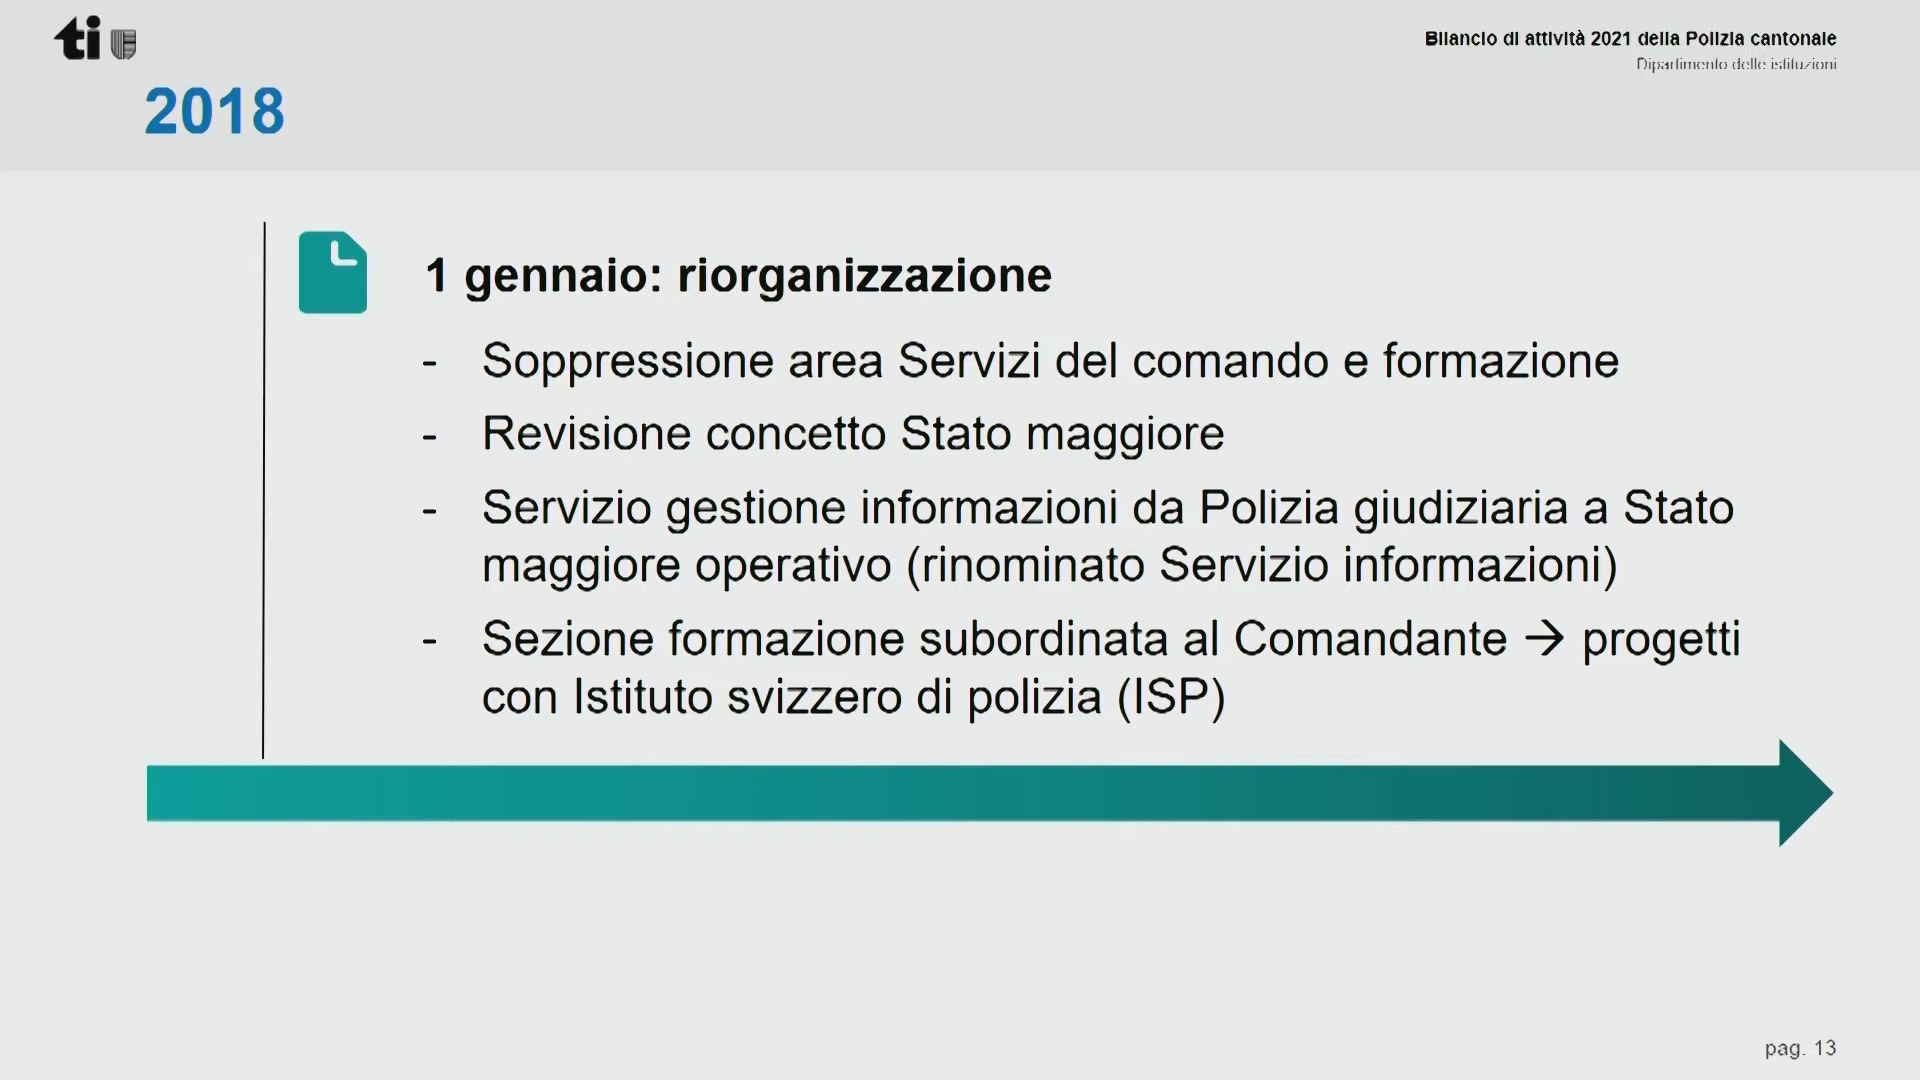 ti
Bilancio di attività 2021 della Polizia cantonale
Dipartimento delle istituzioni
2018
1 gennaio: riorganizzazione
- Soppressione area Servizi del comando e formazione
- Revisione concetto Stato maggiore
- Servizio gestione informazioni da Polizia giudiziaria a Stato
maggiore operativo (rinominato Servizio informazioni)
- Sezione formazione subordinata al Comandante → progetti
con Istituto svizzero di polizia (ISP)
pag. 13